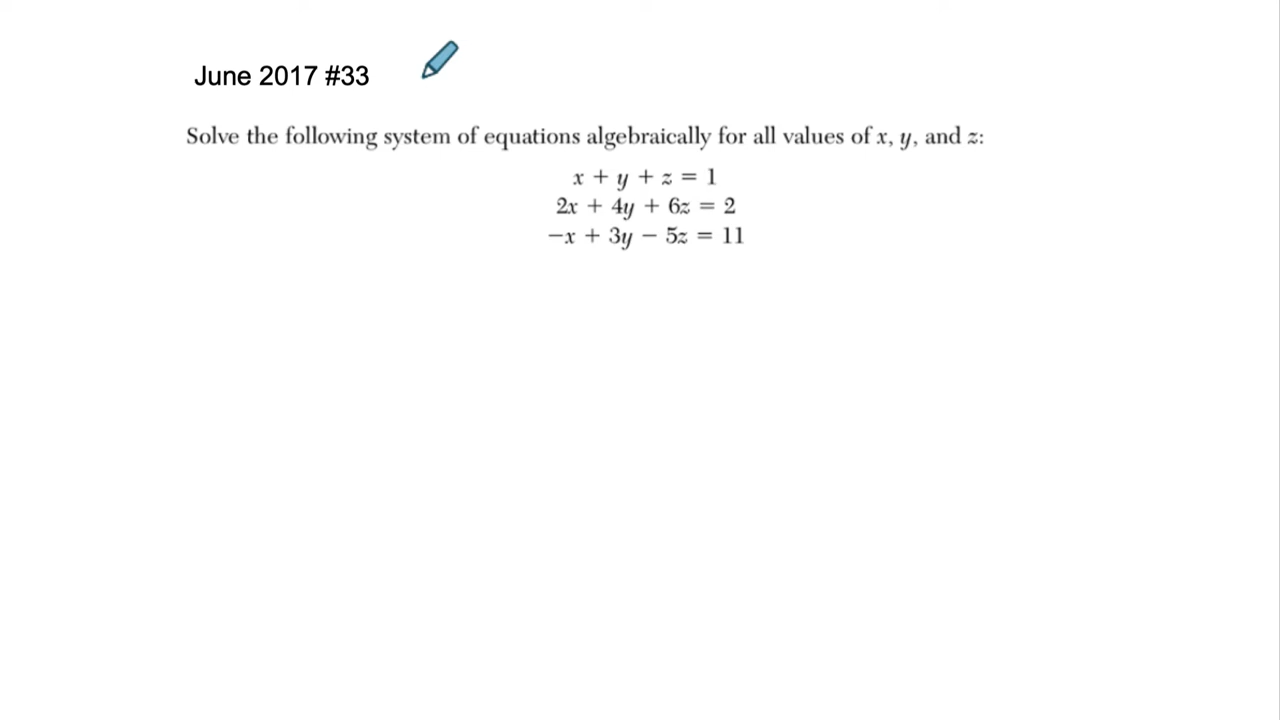 June 2017 #33
Solve the following system of equations algebraically for all values of x, y, and z:
x + y + z = 1
2x + 4y + 6z = 2
−x + 3y − 5z = 11